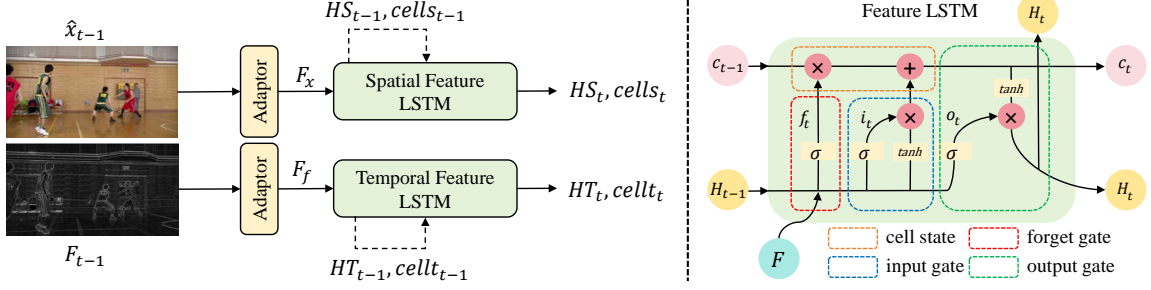 x̂_{t-1}
F_{t-1}
Adaptor
F_x
HS_{t-1}, cells_{t-1}
Spatial Feature
LSTM
HS_t, cells_t
Adaptor
F_f
Temporal Feature
LSTM
HT_t, cellt_t
HT_{t-1}, cellt_{t-1}
Feature LSTM
H_t
c_{t-1}
×
+
c_t
tanh
f_t
i_t
×
o_t
×
σ
σ
tanh
σ
H_{t-1}
H_t
F
cell state
forget gate
input gate
output gate